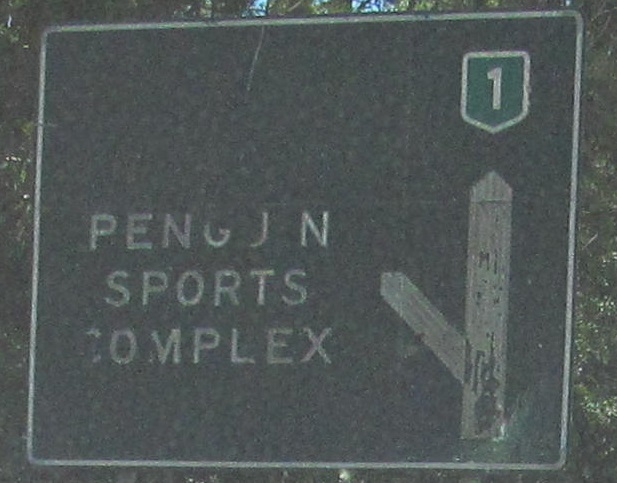 1
PENGUIN
SPORTS
COMPLEX